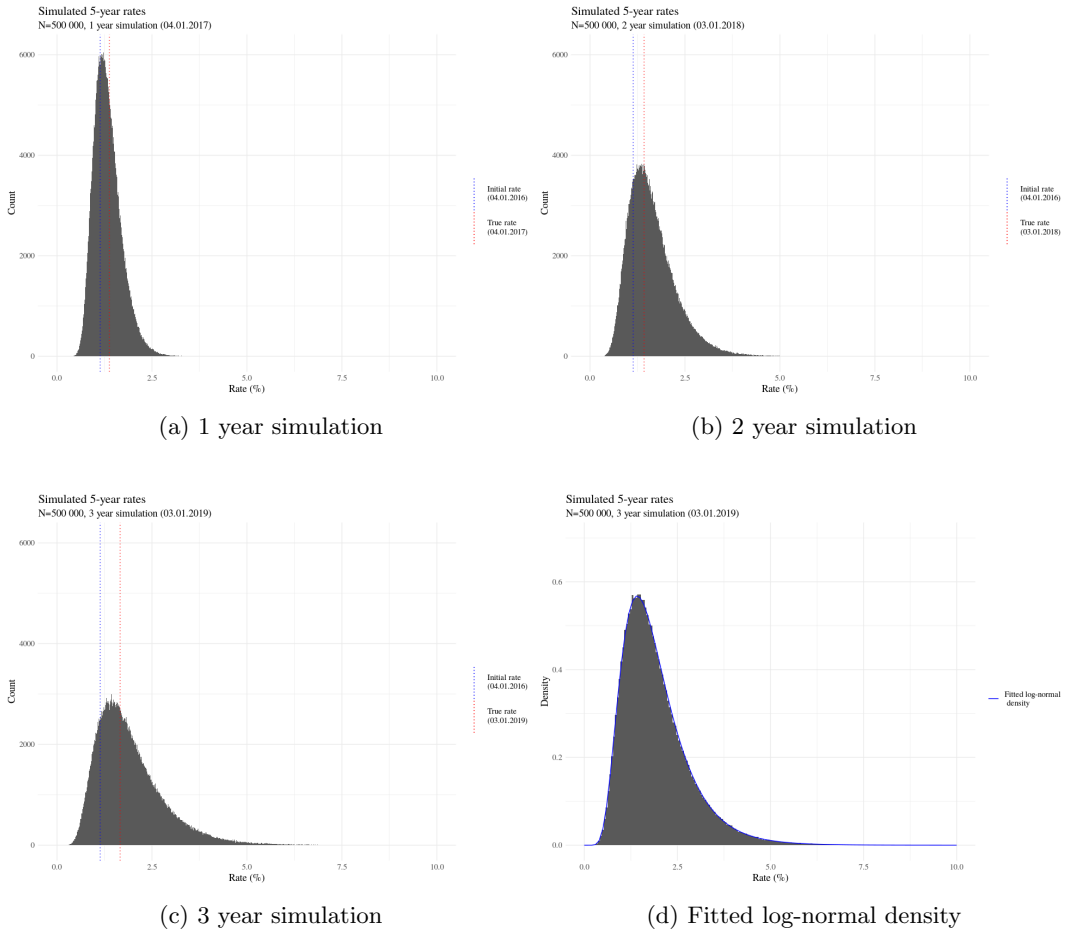 Simulated 5-year rates
N=500 000, 1 year simulation (04.01.2017)
6000
4000
2000
0
Count
0.0 2.5 5.0 7.5 10.0
Rate (%)
Initial rate
(04.01.2016)
True rate
(04.01.2017)
(a) 1 year simulation
Simulated 5-year rates
N=500 000, 2 year simulation (03.01.2018)
6000
4000
2000
0
Count
0.0 2.5 5.0 7.5 10.0
Rate (%)
Initial rate
(04.01.2016)
True rate
(03.01.2018)
(b) 2 year simulation
Simulated 5-year rates
N=500 000, 3 year simulation (03.01.2019)
6000
4000
2000
0
Count
0.0 2.5 5.0 7.5 10.0
Rate (%)
Initial rate
(04.01.2016)
True rate
(03.01.2019)
(c) 3 year simulation
Simulated 5-year rates
N=500 000, 3 year simulation (03.01.2019)
0.6
0.4
0.2
0.0
Density
0.0 2.5 5.0 7.5 10.0
Rate (%)
Fitted log-normal
density
(d) Fitted log-normal density